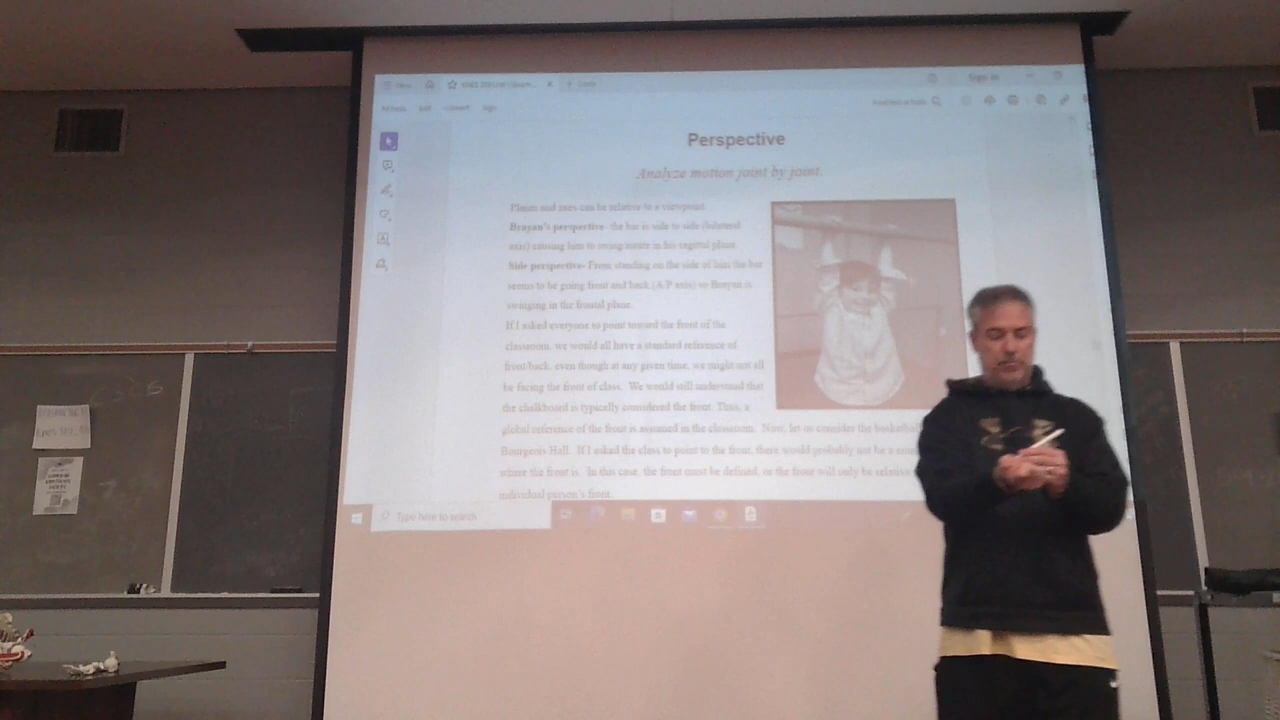 Sign in
Perspective
Analyze motion joint by joint.
Planes and axes can be relative to a viewpoint.
Brayan's perspective- the bar is side to side (bilateral
axis) causing him to swing/rotate in his sagittal plane.
Side perspective- From standing on the side of him the bar
seems to be going front and back (A/P axis) so Brayan is
swinging in the frontal plane.
If I asked everyone to point toward the front of the
classroom, we would all have a standard reference of
front/back, even though at any given time, we might not all
be facing the front of class. We would still understand that
the chalkboard is typically considered the front. Thus, a
global reference of the front is assumed in the classroom. Now, let us consider the basketball
Bourgeois Hall. If I asked the class to point to the front, there would probably not be a
where the front is. In this case, the front must be defined, or the front will only be relative
individual person's front.
Type here to search